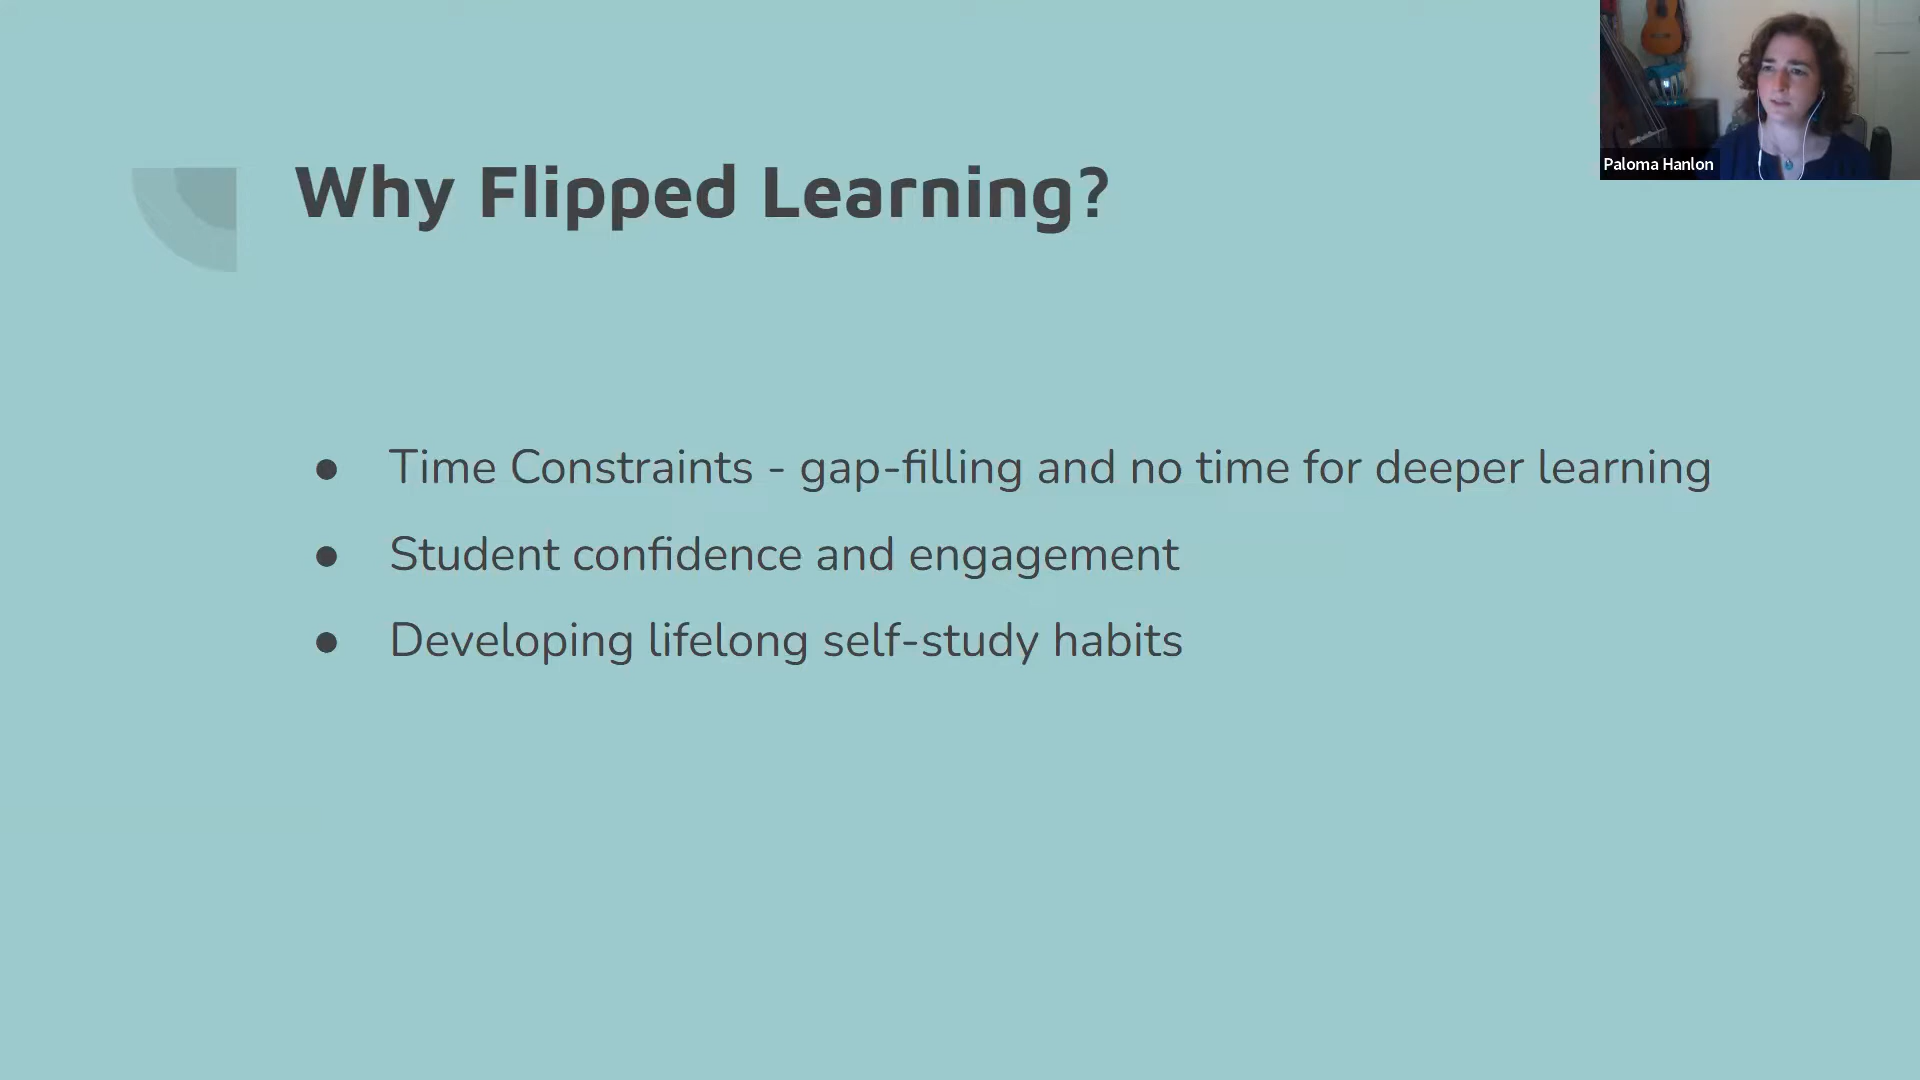 Why Flipped Learning?
● Time Constraints - gap-filling and no time for deeper learning
● Student confidence and engagement
● Developing lifelong self-study habits
Paloma Hanlon